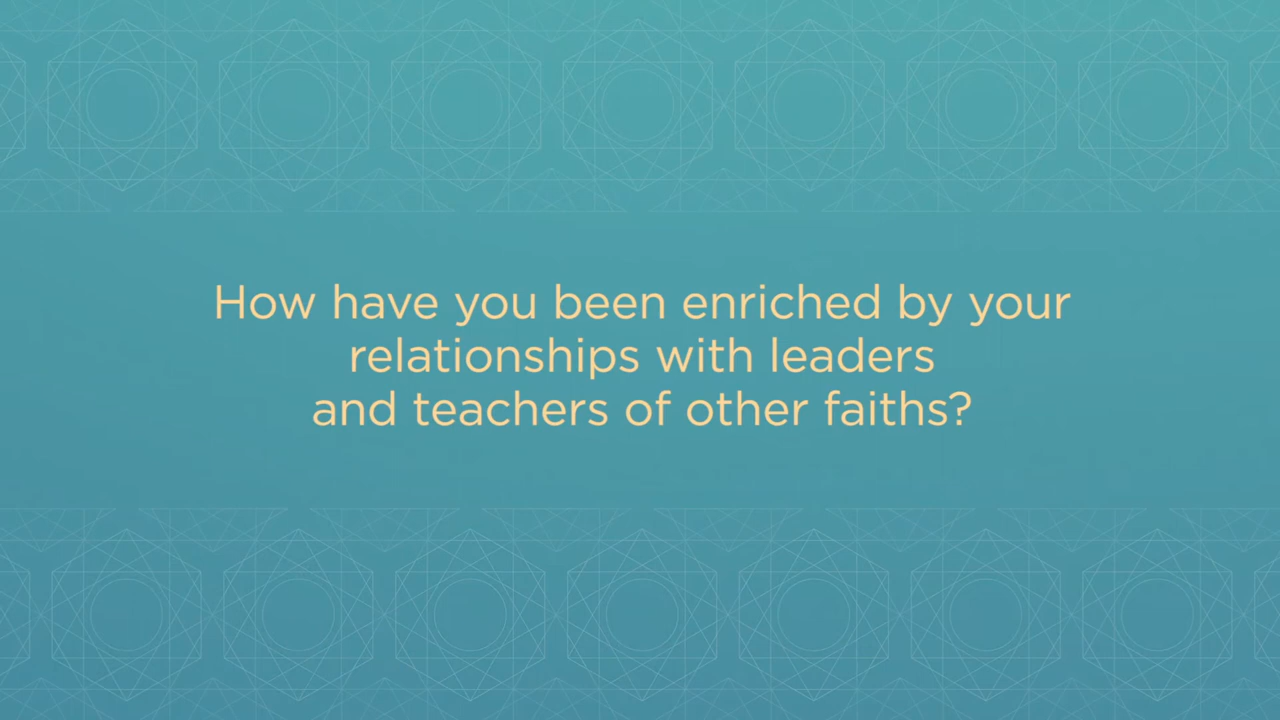 How have you been enriched by your
relationships with leaders
and teachers of other faiths?